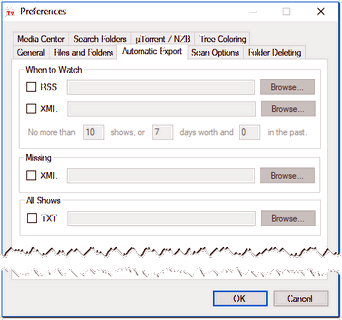 Preferences
Media Center Search Folders µTorrent / NZB Tree Coloring
General Files and Folders Automatic Export Scan Options Folder Deleting
When to Watch
RSS Browse...
XML Browse...
No more than 10 shows, or 7 days worth and 0 in the past.
Missing
XML Browse...
All Shows
TXT Browse...
OK Cancel